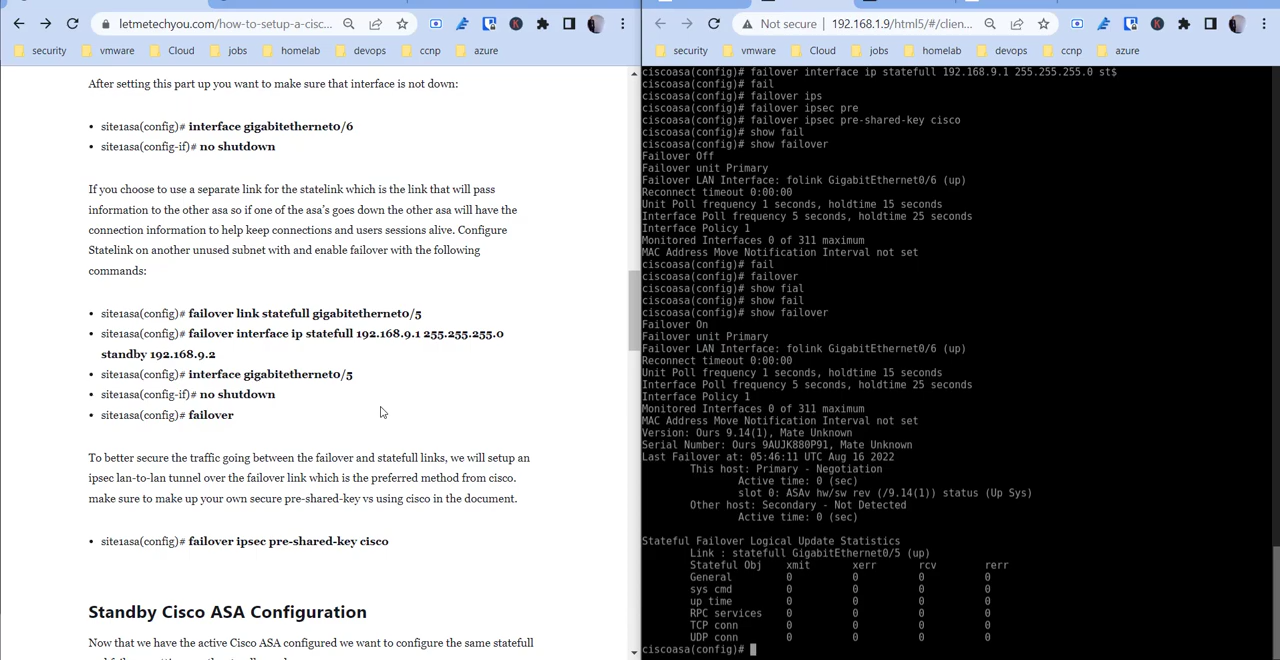 letmetechyou.com/how-to-setup-a-cisc...
security vmware Cloud jobs homelab devops ccnp azure
After setting this part up you want to make sure that interface is not down:
• site1asa(config)# interface gigabitethernet0/6
• site1asa(config-if)# no shutdown
If you choose to use a separate link for the statelink which is the link that will pass
information to the other asa so if one of the asa's goes down the other asa will have the
connection information to help keep connections and users sessions alive. Configure
Statelink on another unused subnet with and enable failover with the following
commands:
• site1asa(config)# failover link statefull gigabitethernet0/5
• site1asa(config)# failover interface ip statefull 192.168.9.1 255.255.255.0
standby 192.168.9.2
• site1asa(config)# interface gigabitethernet0/5
• site1asa(config-if)# no shutdown
• site1asa(config)# failover
To better secure the traffic going between the failover and statefull links, we will setup an
ipsec lan-to-lan tunnel over the failover link which is the preferred method from cisco.
make sure to make up your own secure pre-shared-key vs using cisco in the document.
• site1asa(config)# failover ipsec pre-shared-key cisco
Standby Cisco ASA Configuration
Now that we have the active Cisco ASA configured we want to configure the same statefull
Not secure 192.168.1.9/html5/#/clien...
security vmware Cloud jobs homelab devops ccnp azure
ciscoasa(config)# failover interface ip statefull 192.168.9.1 255.255.255.0 st$
ciscoasa(config)# fail
ciscoasa(config)# failover ips
ciscoasa(config)# failover ipsec pre
ciscoasa(config)# failover ipsec pre-shared-key cisco
ciscoasa(config)# show fail
ciscoasa(config)# show failover
Failover Off
Failover unit Primary
Failover LAN Interface: folink GigabitEthernet0/6 (up)
Reconnect timeout 0:00:00
Unit Poll frequency 1 seconds, holdtime 15 seconds
Interface Poll frequency 5 seconds, holdtime 25 seconds
Interface Policy 1
Monitored Interfaces 0 of 311 maximum
MAC Address Move Notification Interval not set
ciscoasa(config)# fail
ciscoasa(config)# failover
ciscoasa(config)# show fial
ciscoasa(config)# show fail
ciscoasa(config)# show failover
Failover On
Failover unit Primary
Failover LAN Interface: folink GigabitEthernet0/6 (up)
Reconnect timeout 0:00:00
Unit Poll frequency 1 seconds, holdtime 15 seconds
Interface Poll frequency 5 seconds, holdtime 25 seconds
Interface Policy 1
Monitored Interfaces 0 of 311 maximum
MAC Address Move Notification Interval not set
Version: Ours 9.14(1), Mate Unknown
Serial Number: Ours 9AUJK880P91, Mate Unknown
Last Failover at: 05:46:11 UTC Aug 16 2022
This host: Primary - Negotiation
Active time: 0 (sec)
slot 0: ASAv hw/sw rev (/9.14(1)) status (Up Sys)
Other host: Secondary - Not Detected
Active time: 0 (sec)
Stateful Failover Logical Update Statistics
Link : statefull GigabitEthernet0/5 (up)
Stateful Obj xmit xerr rcv rerr
General 0 0 0 0
sys cmd 0 0 0 0
up time 0 0 0 0
RPC services 0 0 0 0
TCP conn 0 0 0 0
UDP conn 0 0 0 0
ciscoasa(config)#